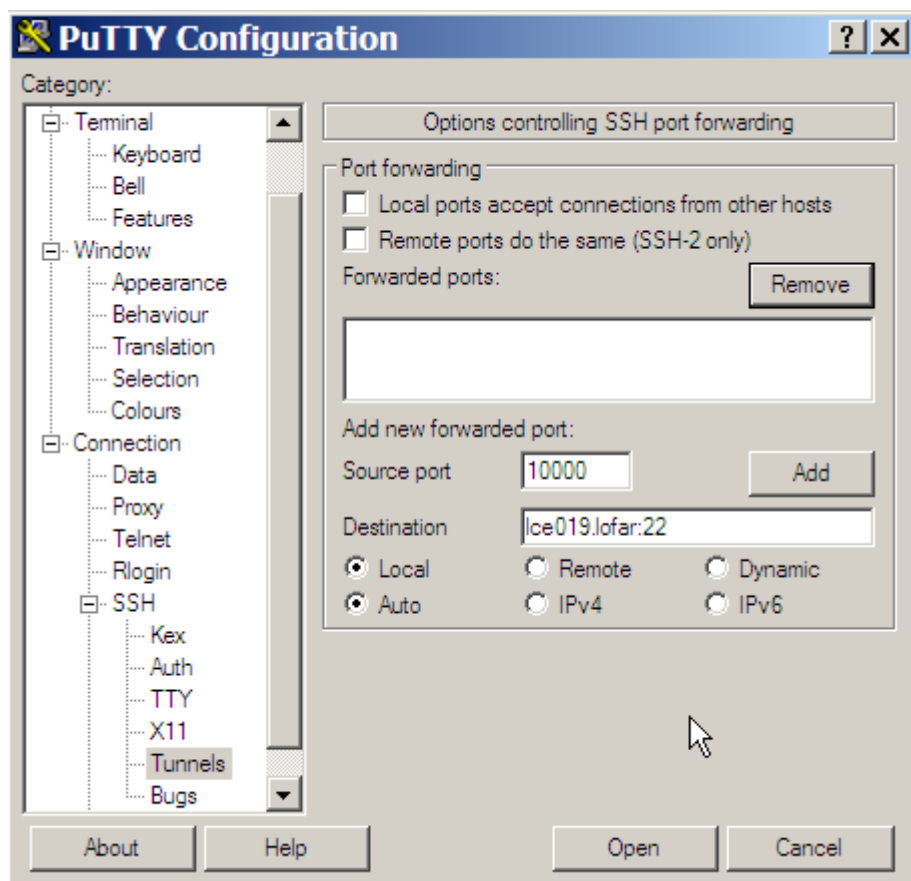 PuTTY Configuration
? X
Category:
Terminal
Keyboard
Bell
Features
Window
Appearance
Behaviour
Translation
Selection
Colours
Connection
Data
Proxy
Telnet
Rlogin
SSH
Kex
Auth
TTY
X11
Tunnels
Bugs
Options controlling SSH port forwarding
Port forwarding
Local ports accept connections from other hosts
Remote ports do the same (SSH-2 only)
Forwarded ports:
Remove
Add new forwarded port:
Source port 10000 Add
Destination lce019.lofar:22
Local Remote Dynamic
Auto IPv4 IPv6
About Help Open Cancel